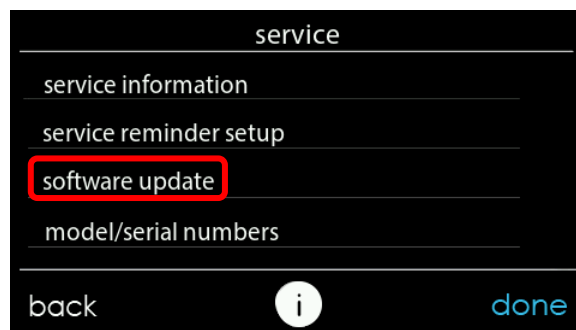 service
service information
service reminder setup
software update
model/serial numbers
back i done